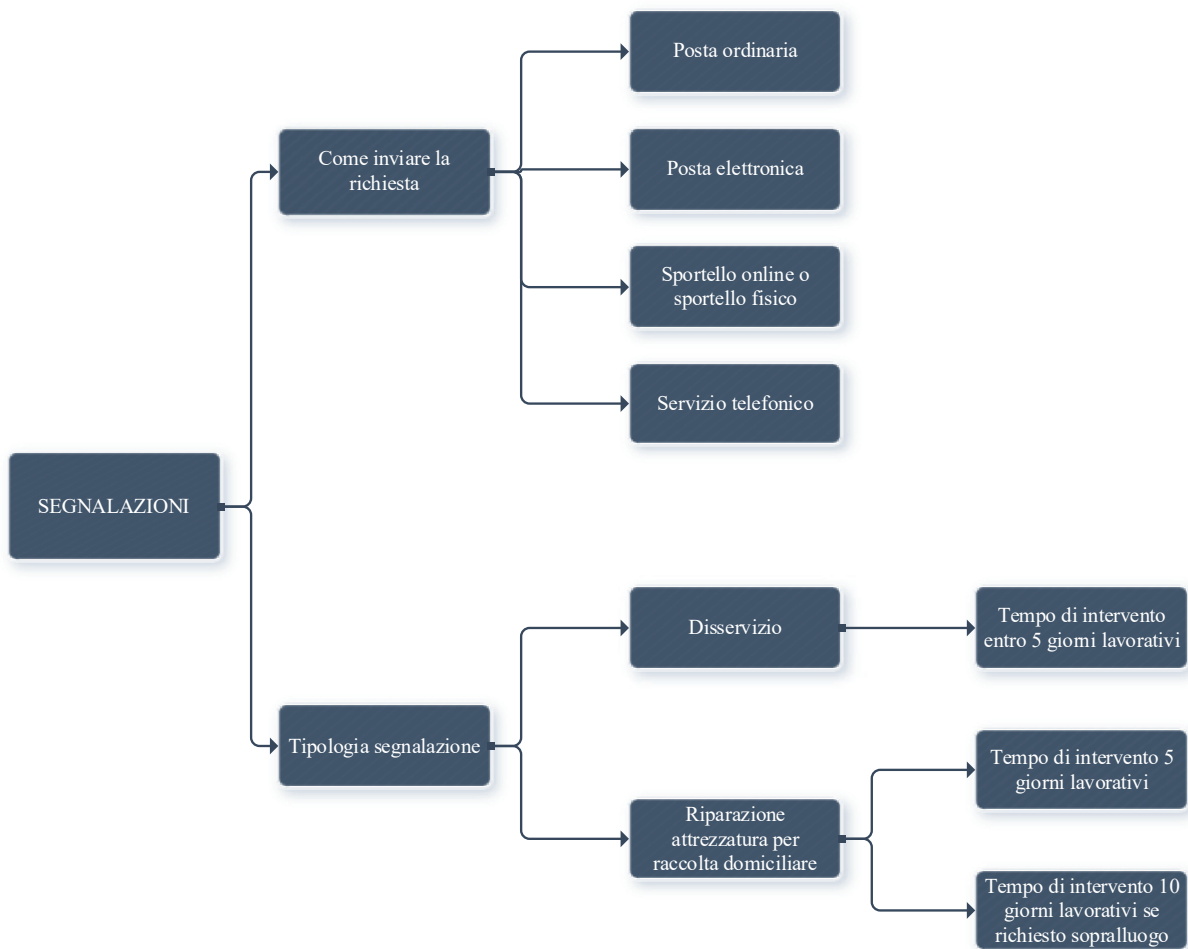 Posta ordinaria
Come inviare la
richiesta
Posta elettronica
Sportello online o
sportello fisico
Servizio telefonico
SEGNALAZIONI
Disservizio
Tempo di intervento
entro 5 giorni lavorativi
Tipologia segnalazione
Tempo di intervento 5
giorni lavorativi
Riparazione
attrezzatura per
raccolta domiciliare
Tempo di intervento 10
giorni lavorativi se
richiesto sopralluogo